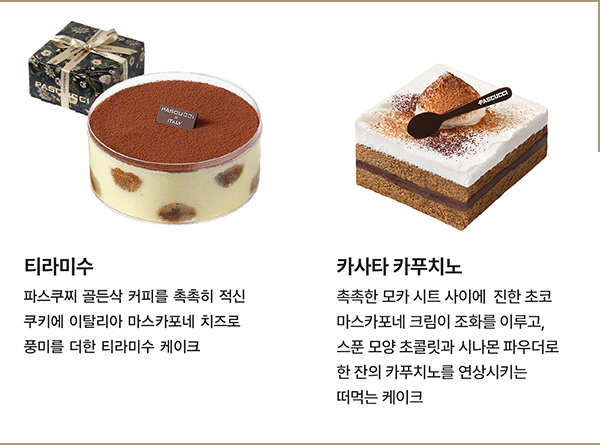 PASCUCCI
PASCUCCI
ITALY
PASCUCCI
티라미수
파스쿠찌 골든삭 커피를 촉촉히 적신
쿠키에 이탈리아 마스카포네 치즈로
풍미를 더한 티라미수 케이크
카사타 카푸치노
촉촉한 모카 시트 사이에 진한 초코
마스카포네 크림이 조화를 이루고,
스푼 모양 초콜릿과 시나몬 파우더로
한 잔의 카푸치노를 연상시키는
떠먹는 케이크